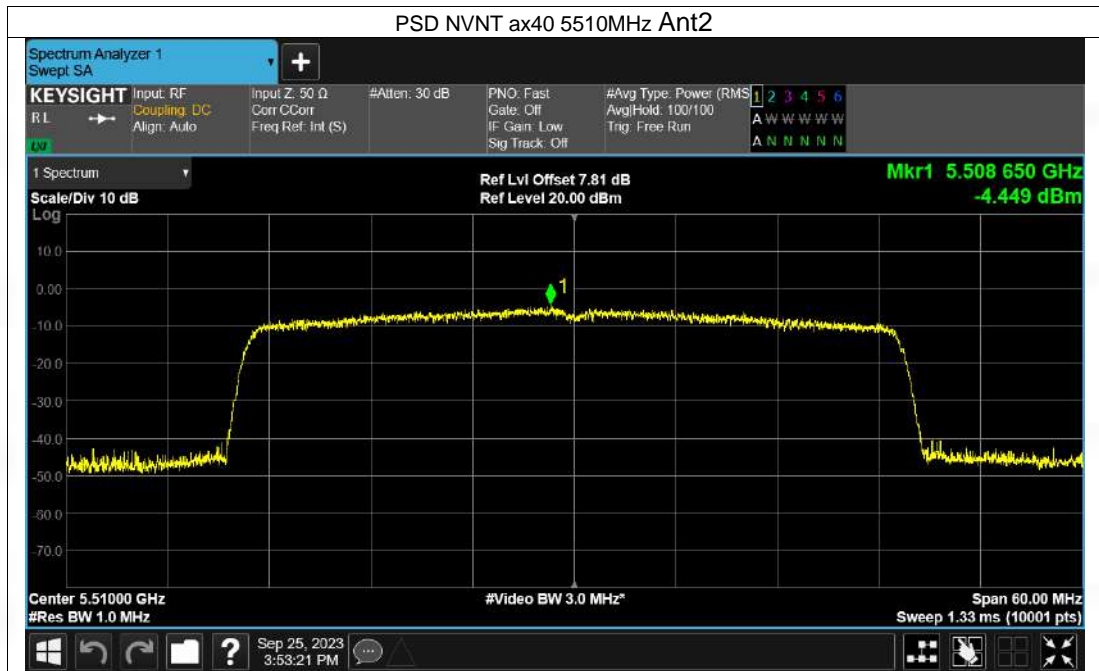 PSD NVNT ax40 5510MHz Ant2
Spectrum Analyzer 1
Swept SA
+
KEYSIGHT
RL
LXI
Input: RF
Coupling: DC
Align: Auto
Input Z: 50 Ω
Corr CCorr
Freq Ref: Int (S)
#Atten: 30 dB
PNO: Fast
Gate: Off
IF Gain: Low
Sig Track: Off
#Avg Type: Power (RMS
Avg|Hold: 100/100
Trig: Free Run
1 2 3 4 5 6
A W W W W W
A N N N N N
1 Spectrum
Scale/Div 10 dB
Log
Ref Lvl Offset 7.81 dB
Ref Level 20.00 dBm
Mkr1 5.508 650 GHz
-4.449 dBm
10.0
0.00
-10.0
-20.0
-30.0
-40.0
-50.0
-60.0
-70.0
1
Center 5.51000 GHz
#Res BW 1.0 MHz
#Video BW 3.0 MHz*
Span 60.00 MHz
Sweep 1.33 ms (10001 pts)
?
Sep 25, 2023
3:53:21 PM